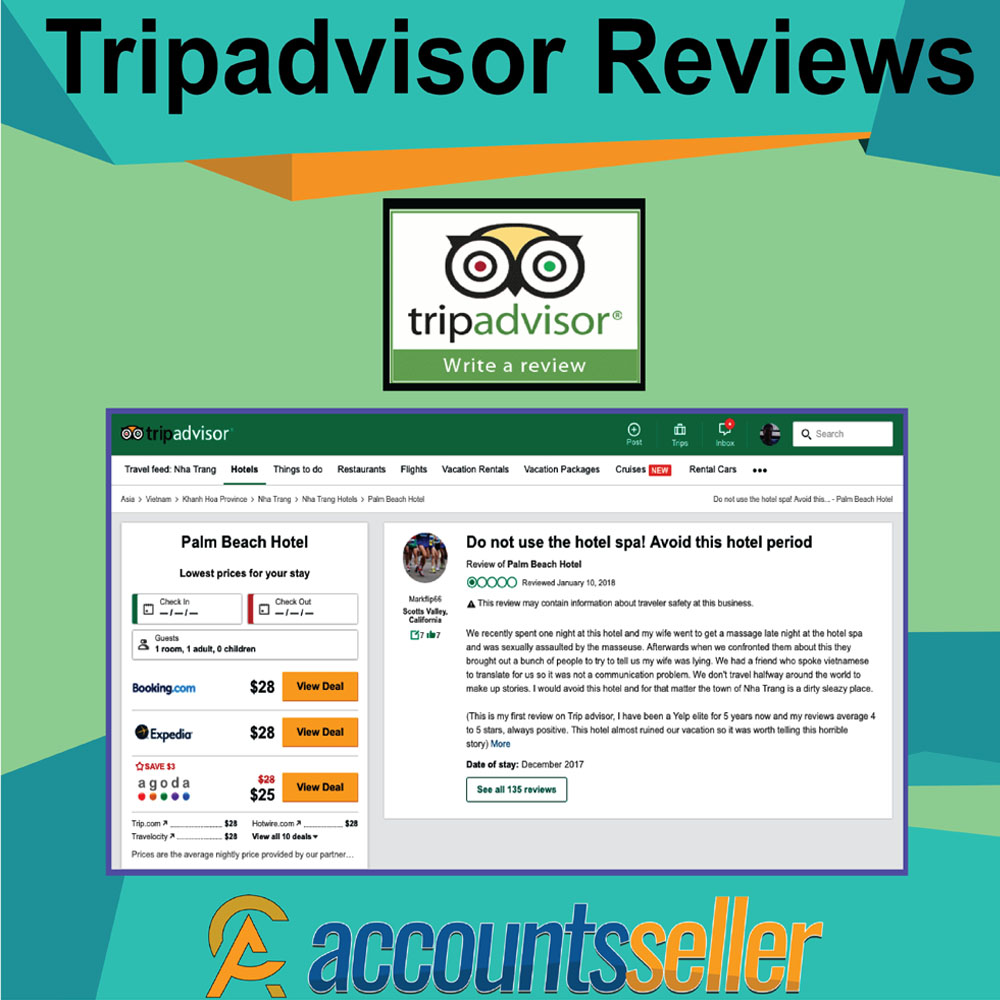 Tripadvisor Reviews
tripadvisor®
Write a review
tripadvisor
Post
Trips
Inbox
Search
Travel feed: Nha Trang Hotels Things to do Restaurants Flights Vacation Rentals Vacation Packages Cruises NEW Rental Cars •••
Asia > Vietnam > Khanh Hoa Province > Nha Trang > Nha Trang Hotels > Palm Beach Hotel
Do not use the hotel spa! Avoid this... - Palm Beach Hotel
Palm Beach Hotel
Lowest prices for your stay
Check In
—/—/—
Check Out
—/—/—
Guests
1 room, 1 adult, 0 children
Booking.com $28 View Deal
Expedia $28 View Deal
SAVE $3
agoda $28 View Deal
$25
Trip.com $28 Hotwire.com $28
Travelocity $28 View all 10 deals
Prices are the average nightly price provided by our partner...
Markflip66
Scotts Valley,
California
7 7
Do not use the hotel spa! Avoid this hotel period
Review of Palm Beach Hotel
Reviewed January 10, 2018
This review may contain information about traveler safety at this business.
We recently spent one night at this hotel and my wife went to get a massage late night at the hotel spa
and was sexually assaulted by the masseuse. Afterwards when we confronted them about this they
brought out a bunch of people to try to tell us my wife was lying. We had a friend who spoke vietnamese
to translate for us so it was not a communication problem. We don't travel halfway around the world to
make up stories. I would avoid this hotel and for that matter the town of Nha Trang is a dirty sleazy place.
(This is my first review on Trip advisor, I have been a Yelp elite for 5 years now and my reviews average 4
to 5 stars, always positive. This hotel almost ruined our vacation so it was worth telling this horrible
story) More
Date of stay: December 2017
See all 135 reviews
accountsseller